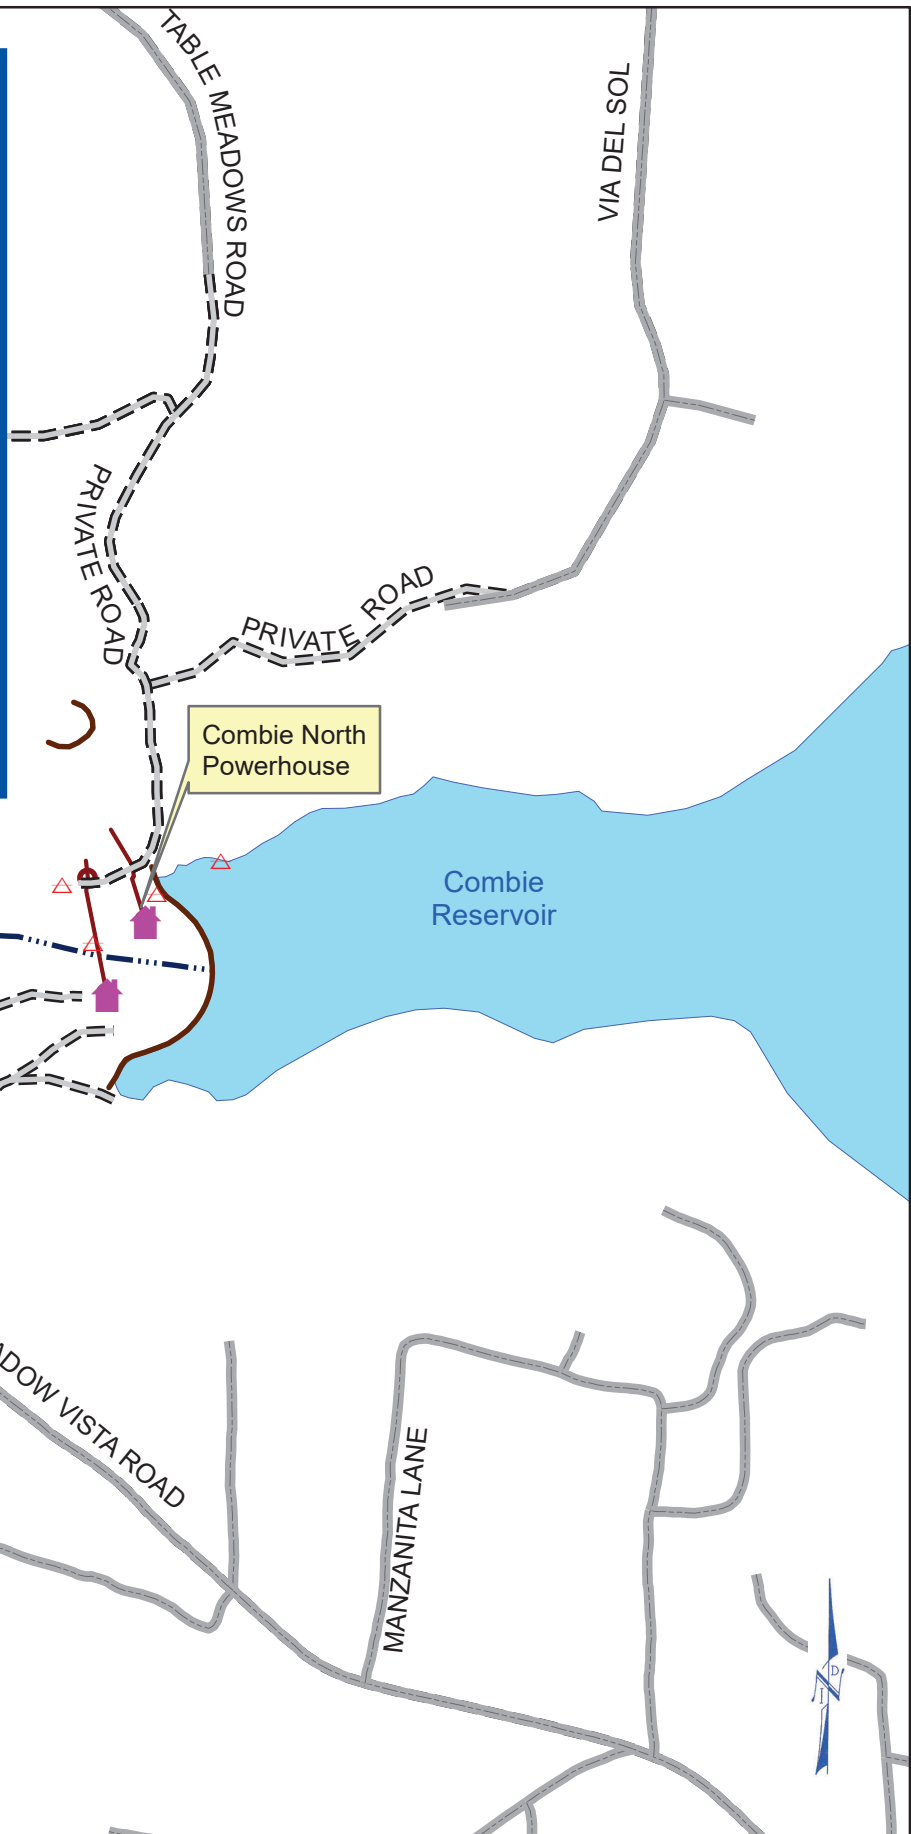 TABLE MEADOWS ROAD
VIA DEL SOL
PRIVATE ROAD
PRIVATE ROAD
Combie North
Powerhouse
Combie
Reservoir
ADOW VISTA ROAD
MANZANITA LANE
N I D